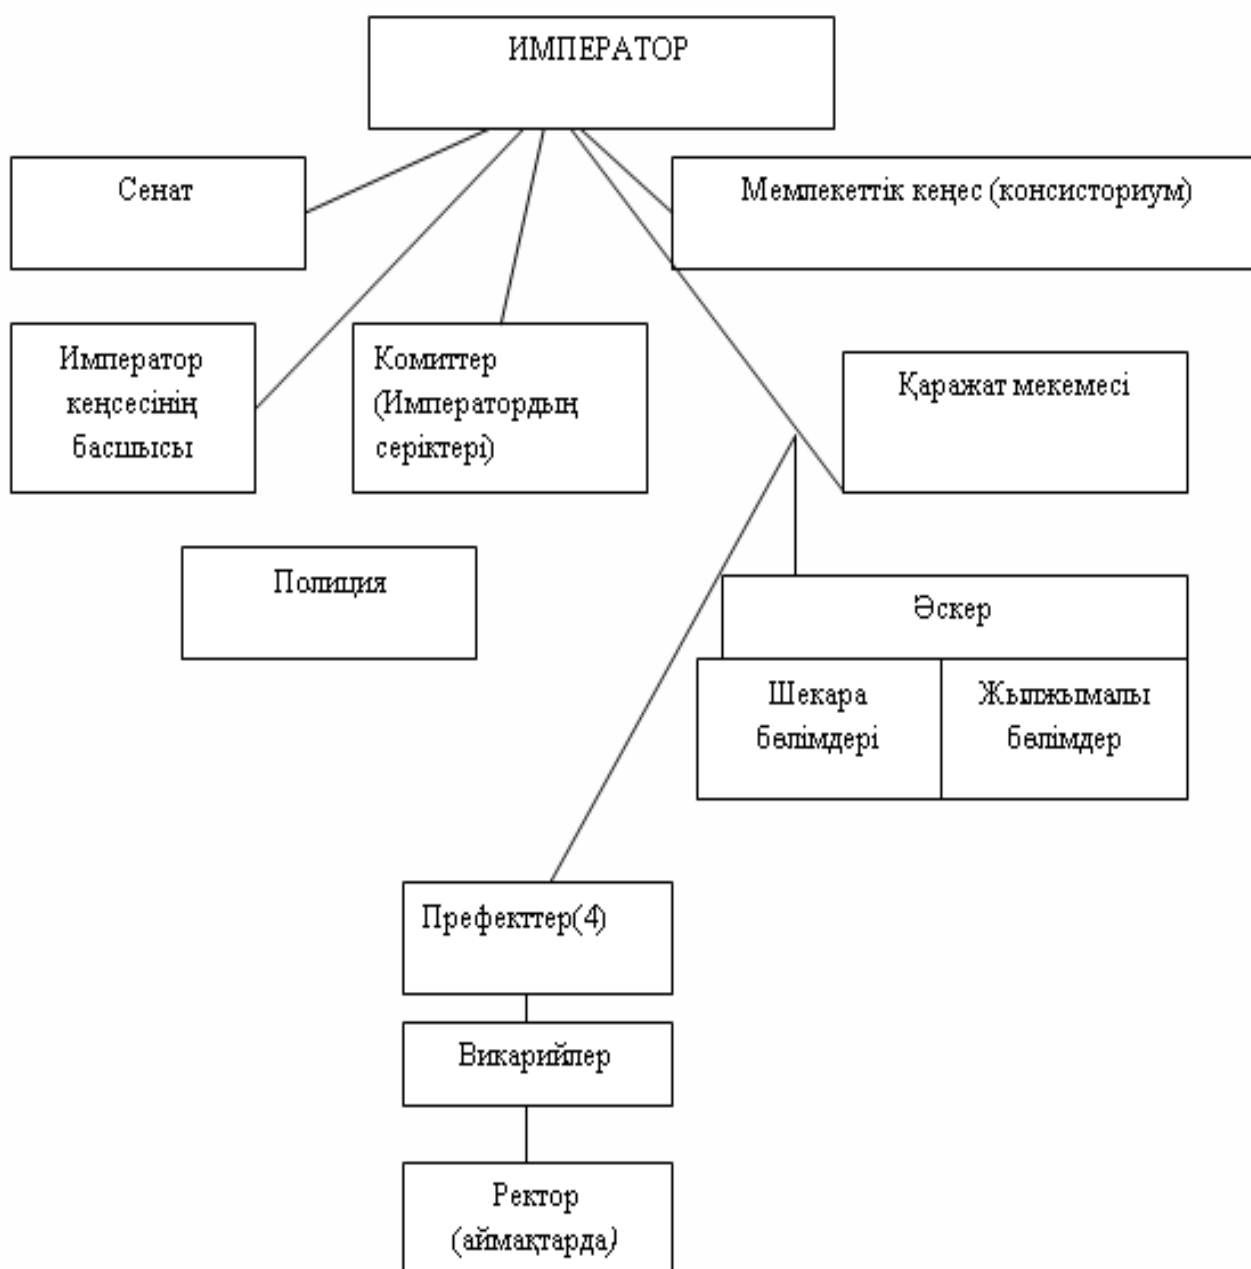 ИМПЕРАТОР
Сенат
Мемлекеттік кеңес (консисториум)
Император
кеңсесінің
басшысы
Комиттер
(Императордың
серіктері)
Қаражат мекемесі
Полиция
Әскер
Шекара
бөлімдері
Жылжымалы
бөлімдер
Префекттер(4)
Викарийлер
Ректор
(аймақтарда)